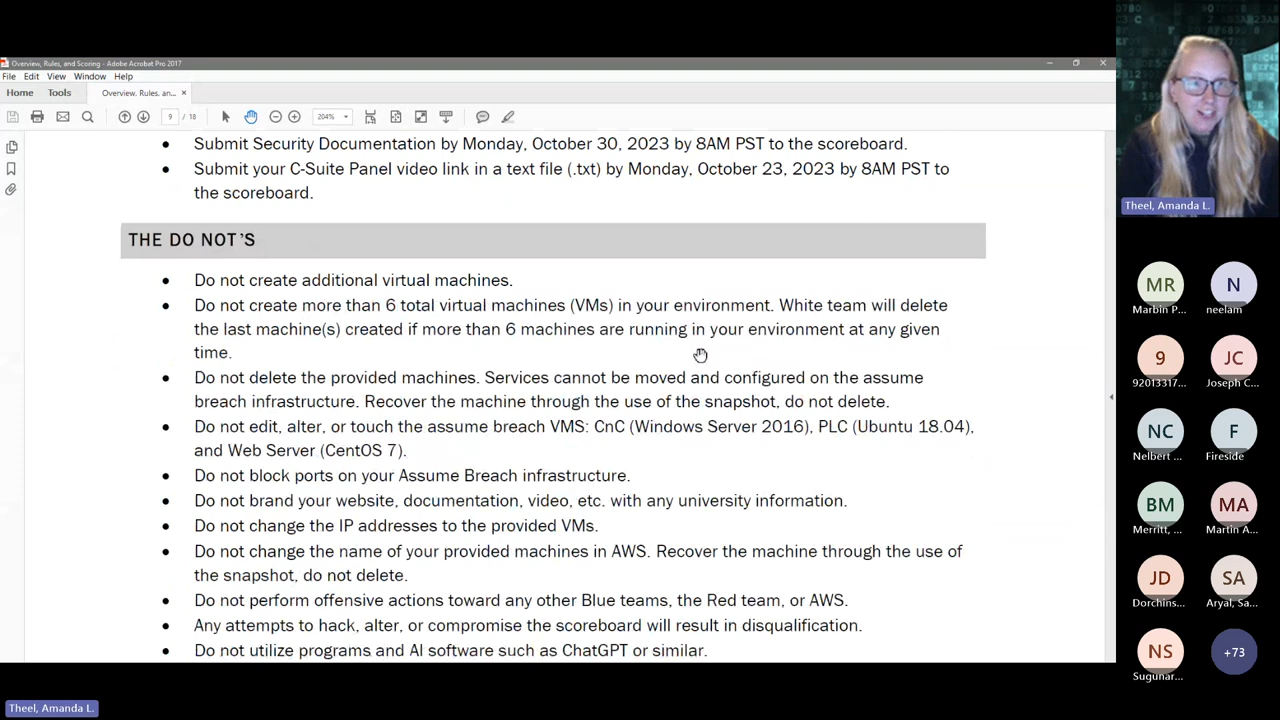 Overview, Rules, and Scoring - Adobe Acrobat Pro 2017
File Edit View Window Help
Home Tools Overview. Rules. an... ×
9 / 18 204%
• Submit Security Documentation by Monday, October 30, 2023 by 8AM PST to the scoreboard.
• Submit your C-Suite Panel video link in a text file (.txt) by Monday, October 23, 2023 by 8AM PST to
the scoreboard.
THE DO NOT'S
• Do not create additional virtual machines.
• Do not create more than 6 total virtual machines (VMs) in your environment. White team will delete
the last machine(s) created if more than 6 machines are running in your environment at any given
time.
• Do not delete the provided machines. Services cannot be moved and configured on the assume
breach infrastructure. Recover the machine through the use of the snapshot, do not delete.
• Do not edit, alter, or touch the assume breach VMS: CnC (Windows Server 2016), PLC (Ubuntu 18.04),
and Web Server (CentOS 7).
• Do not block ports on your Assume Breach infrastructure.
• Do not brand your website, documentation, video, etc. with any university information.
• Do not change the IP addresses to the provided VMs.
• Do not change the name of your provided machines in AWS. Recover the machine through the use of
the snapshot, do not delete.
• Do not perform offensive actions toward any other Blue teams, the Red team, or AWS.
• Any attempts to hack, alter, or compromise the scoreboard will result in disqualification.
• Do not utilize programs and AI software such as ChatGPT or similar.
Theel, Amanda L.
Theel, Amanda L.
MR N
Marbin P... neelam
9 JC
92013317... Joseph C...
NC F
Nelbert ... Fireside
BM MA
Merritt, ... Martin A...
JD SA
Dorchins... Aryal, Sa...
NS +73
Sugunar...